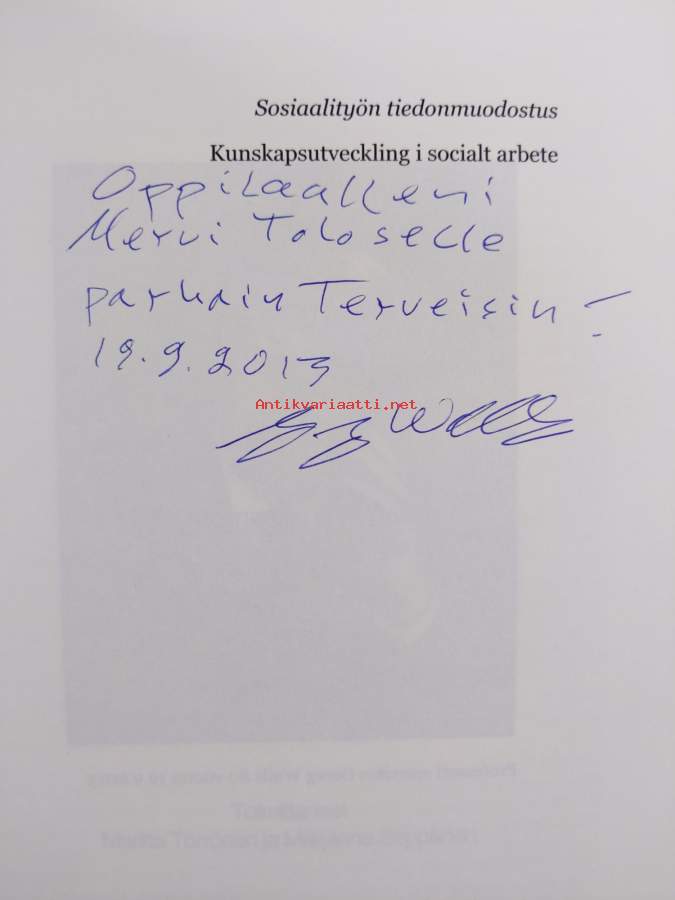 Sosiaalityön tiedonmuodostus
Kunskapsutveckling i socialt arbete
Oppilaalleni
Mervi Toloselle
parhain Terveisin!
19.9.2013
Antikvariaatti.net